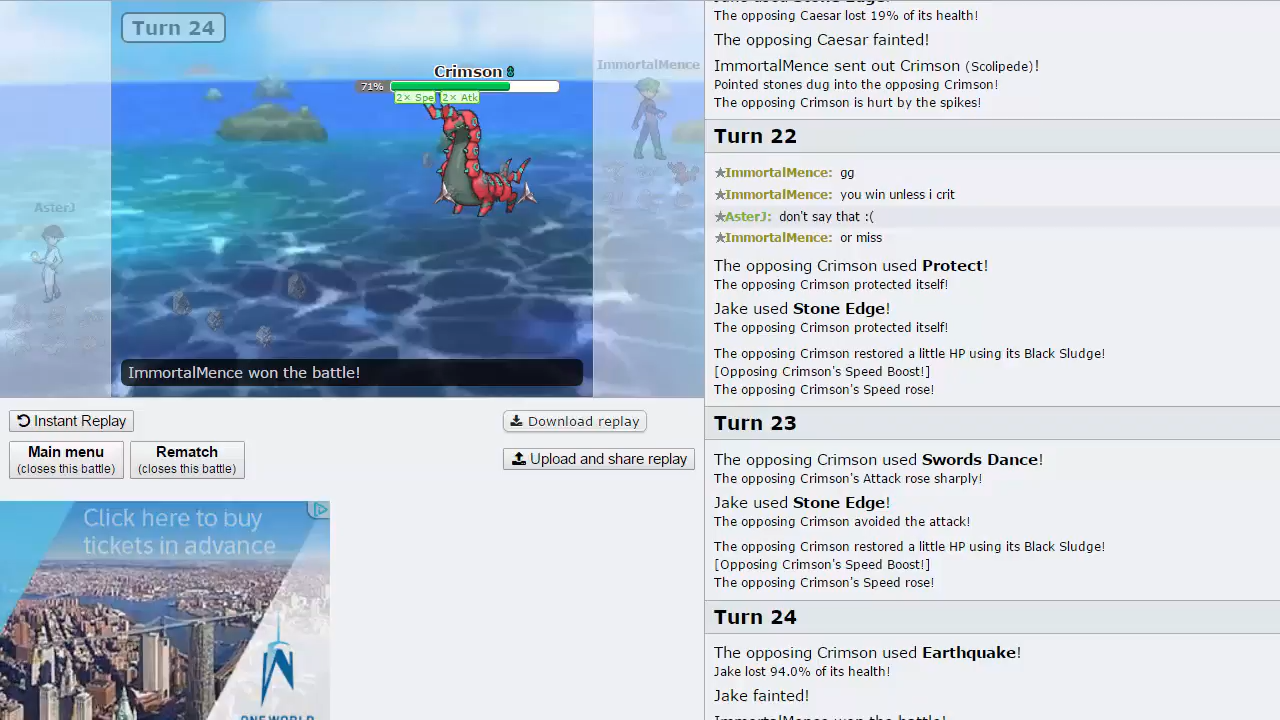 Turn 24
Crimson
71%
2× Spe 2× Atk
ImmortalMence
AsterJ
ImmortalMence won the battle!
Instant Replay
Download replay
Main menu
(closes this battle)
Rematch
(closes this battle)
Upload and share replay
Click here to buy
tickets in advance
ONE WORLD
The opposing Caesar lost 19% of its health!
The opposing Caesar fainted!
ImmortalMence sent out Crimson (Scolipede)!
Pointed stones dug into the opposing Crimson!
The opposing Crimson is hurt by the spikes!
Turn 22
★ImmortalMence: gg
★ImmortalMence: you win unless i crit
★AsterJ: don't say that :(
★ImmortalMence: or miss
The opposing Crimson used Protect!
The opposing Crimson protected itself!
Jake used Stone Edge!
The opposing Crimson protected itself!
The opposing Crimson restored a little HP using its Black Sludge!
[Opposing Crimson's Speed Boost!]
The opposing Crimson's Speed rose!
Turn 23
The opposing Crimson used Swords Dance!
The opposing Crimson's Attack rose sharply!
Jake used Stone Edge!
The opposing Crimson avoided the attack!
The opposing Crimson restored a little HP using its Black Sludge!
[Opposing Crimson's Speed Boost!]
The opposing Crimson's Speed rose!
Turn 24
The opposing Crimson used Earthquake!
Jake lost 94.0% of its health!
Jake fainted!
ImmortalMence won the battle!